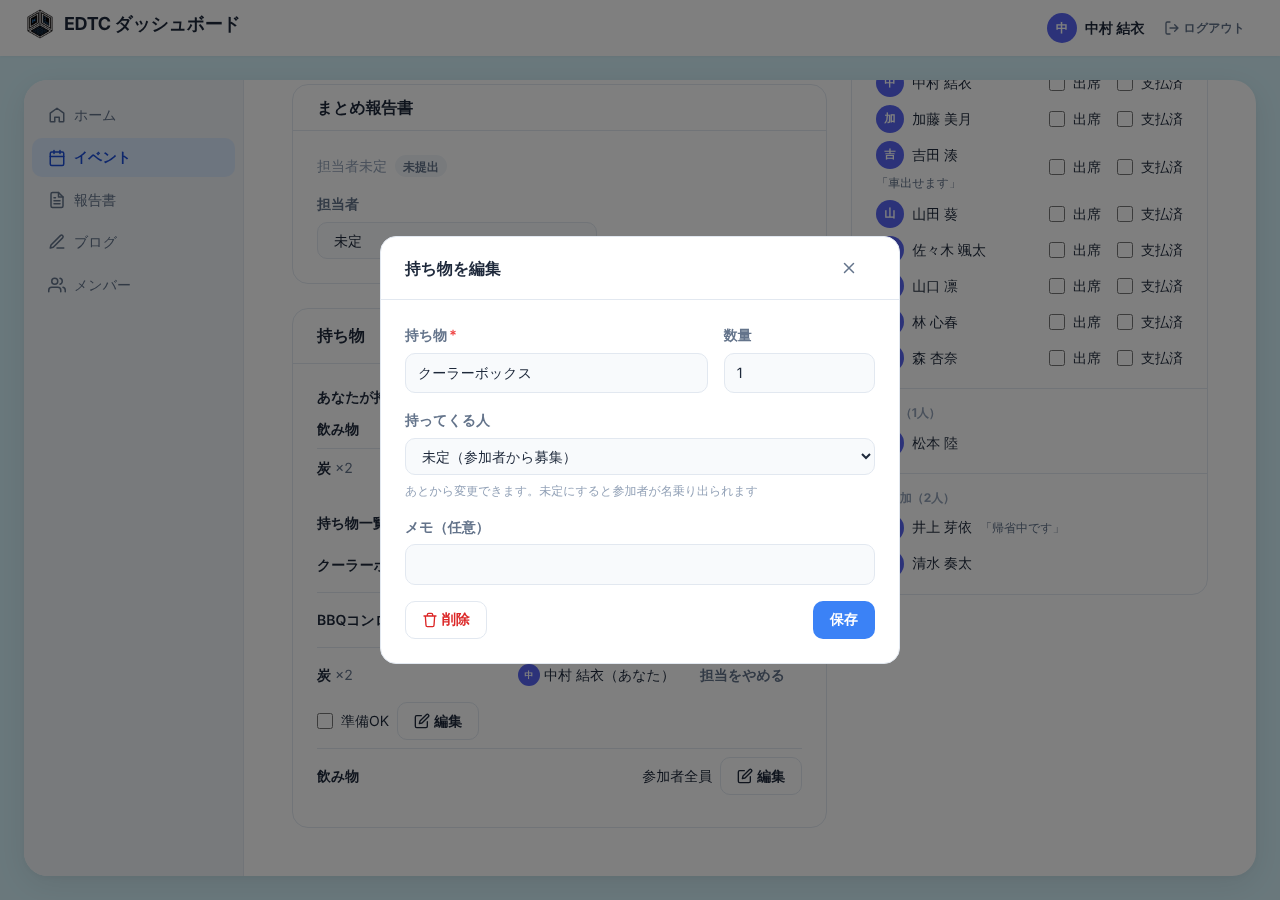 EDTC ダッシュボード
中 中村 結衣 ログアウト
ホーム
イベント
報告書
ブログ
メンバー
まとめ報告書
担当者未定 未提出
担当者
未定
持ち物
あなたが持
飲み物
炭 ×2
持ち物一覧
クーラーボ
BBQコンロ
炭 ×2 中 中村 結衣（あなた） 担当をやめる
準備OK 編集
飲み物 参加者全員 編集
持ち物を編集
持ち物* 数量
クーラーボックス 1
持ってくる人
未定（参加者から募集）
あとから変更できます。未定にすると参加者が名乗り出られます
メモ（任意）
削除 保存
中 中村 結衣 出席 支払済
加 加藤 美月 出席 支払済
吉 吉田 湊 出席 支払済
「車出せます」
山 山田 葵 出席 支払済
佐々木 颯太 出席 支払済
山口 凛 出席 支払済
林 心春 出席 支払済
森 杏奈 出席 支払済
（1人）
松本 陸
加（2人）
井上 芽依 「帰省中です」
清水 奏太